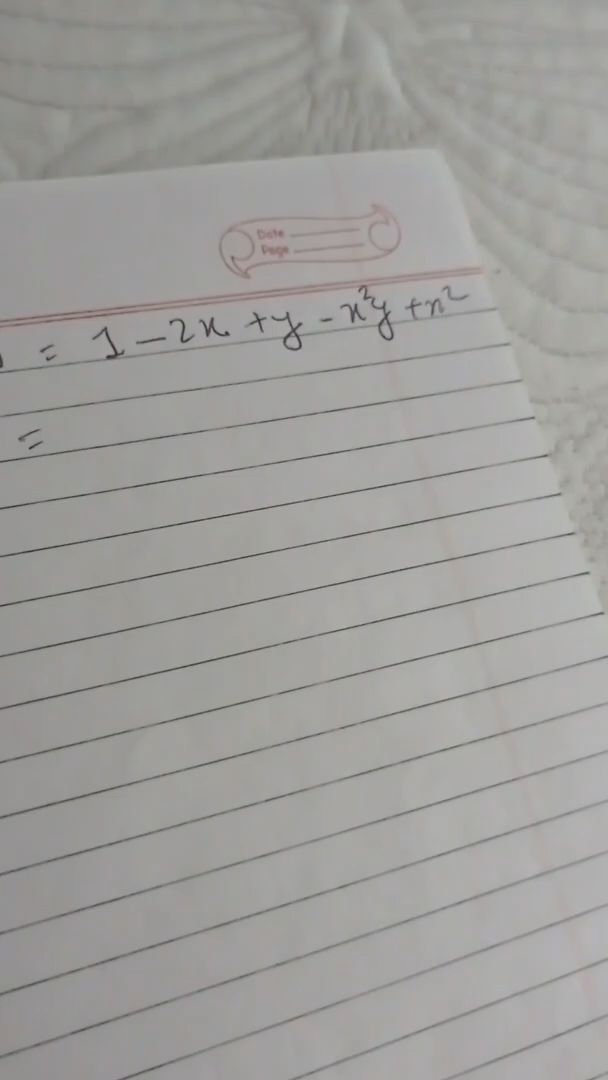 Date
Page
= 1 - 2x + y - x²y + x²
=